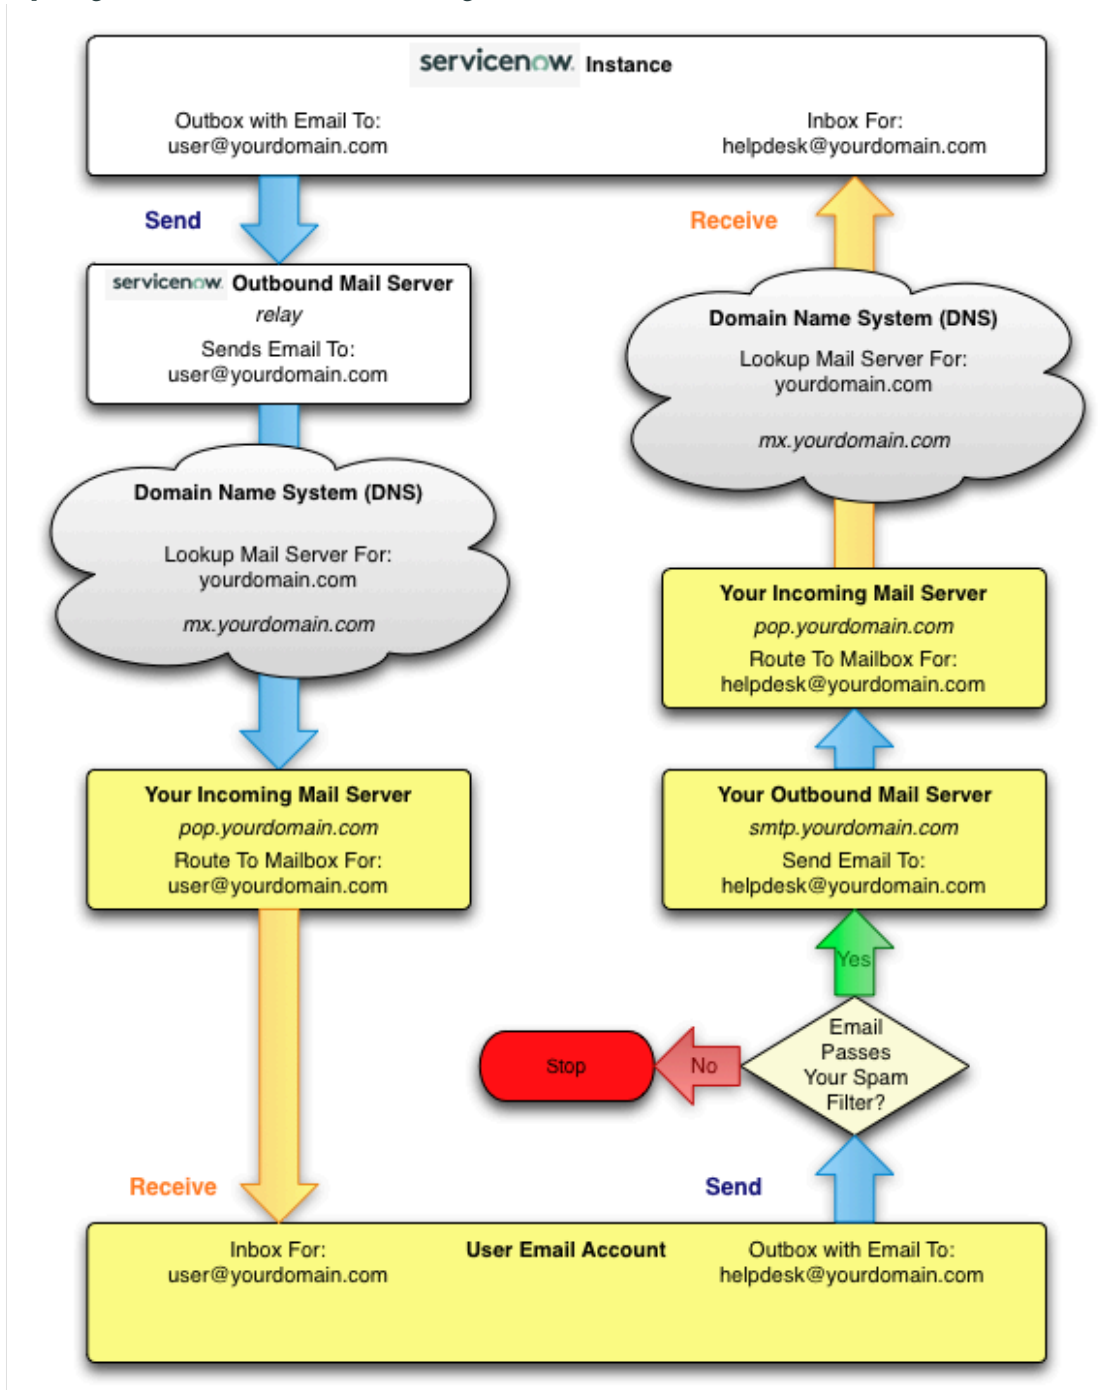 servicenow. Instance
Outbox with Email To:
user@yourdomain.com
Inbox For:
helpdesk@yourdomain.com
Send
Receive
servicenow. Outbound Mail Server
relay
Sends Email To:
user@yourdomain.com
Domain Name System (DNS)
Lookup Mail Server For:
yourdomain.com
mx.yourdomain.com
Domain Name System (DNS)
Lookup Mail Server For:
yourdomain.com
mx.yourdomain.com
Your Incoming Mail Server
pop.yourdomain.com
Route To Mailbox For:
helpdesk@yourdomain.com
Your Incoming Mail Server
pop.yourdomain.com
Route To Mailbox For:
user@yourdomain.com
Your Outbound Mail Server
smtp.yourdomain.com
Send Email To:
helpdesk@yourdomain.com
Yes
Email
Passes
Your Spam
Filter?
No
Stop
Receive
Send
Inbox For:
user@yourdomain.com
User Email Account
Outbox with Email To:
helpdesk@yourdomain.com